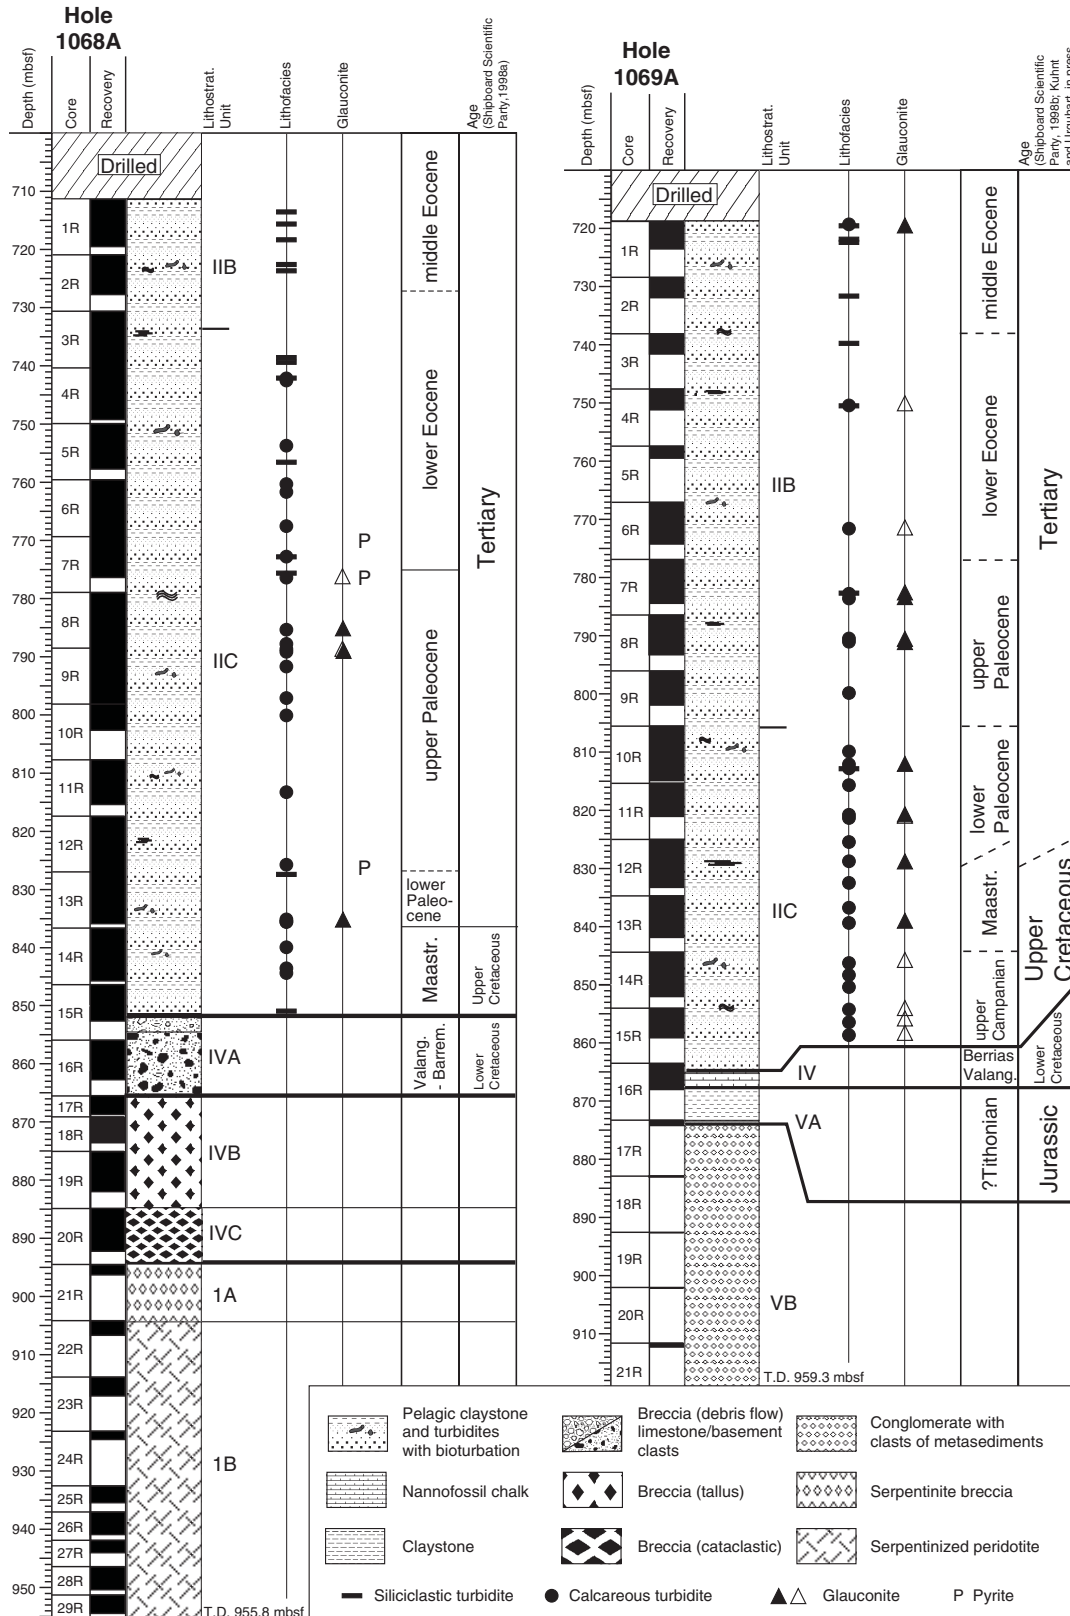 Hole
1068A
Depth (mbsf)
Core
Recovery
Lithostrat.
Unit
Lithofacies
Glauconite
Age
(Shipboard Scientific
Party,1998a)
Drilled
710
720
730
740
750
760
770
780
790
800
810
820
830
840
850
860
870
880
890
900
910
920
930
940
950
1R
2R
3R
4R
5R
6R
7R
8R
9R
10R
11R
12R
13R
14R
15R
16R
17R
18R
19R
20R
21R
22R
23R
24R
25R
26R
27R
28R
29R
IIB
IIC
IVA
IVB
IVC
1A
1B
P
P
P
middle Eocene
lower Eocene
upper Paleocene
lower
Paleo-
cene
Maastr.
Valang.
- Barrem.
Tertiary
Upper
Cretaceous
Lower
Cretaceous
T.D. 955.8 mbsf
Hole
1069A
Depth (mbsf)
Core
Recovery
Lithostrat.
Unit
Lithofacies
Glauconite
Age
(Shipboard Scientific
Party, 1998b; Kuhnt
and Urquhart, in press
Drilled
720
730
740
750
760
770
780
790
800
810
820
830
840
850
860
870
880
890
900
910
1R
2R
3R
4R
5R
6R
7R
8R
9R
10R
11R
12R
13R
14R
15R
16R
17R
18R
19R
20R
21R
IIB
IIC
IV
VA
VB
middle Eocene
lower Eocene
upper
Paleocene
lower
Paleocene
Maastr.
upper
Campanian
Berrias
Valang.
?Tithonian
Tertiary
Upper
Cretaceous
Lower
Cretaceous
Jurassic
T.D. 959.3 mbsf
Pelagic claystone
and turbidites
with bioturbation
Breccia (debris flow)
limestone/basement
clasts
Conglomerate with
clasts of metasediments
Nannofossil chalk
Breccia (tallus)
Serpentinite breccia
Claystone
Breccia (cataclastic)
Serpentinized peridotite
Siliciclastic turbidite
Calcareous turbidite
Glauconite
P Pyrite